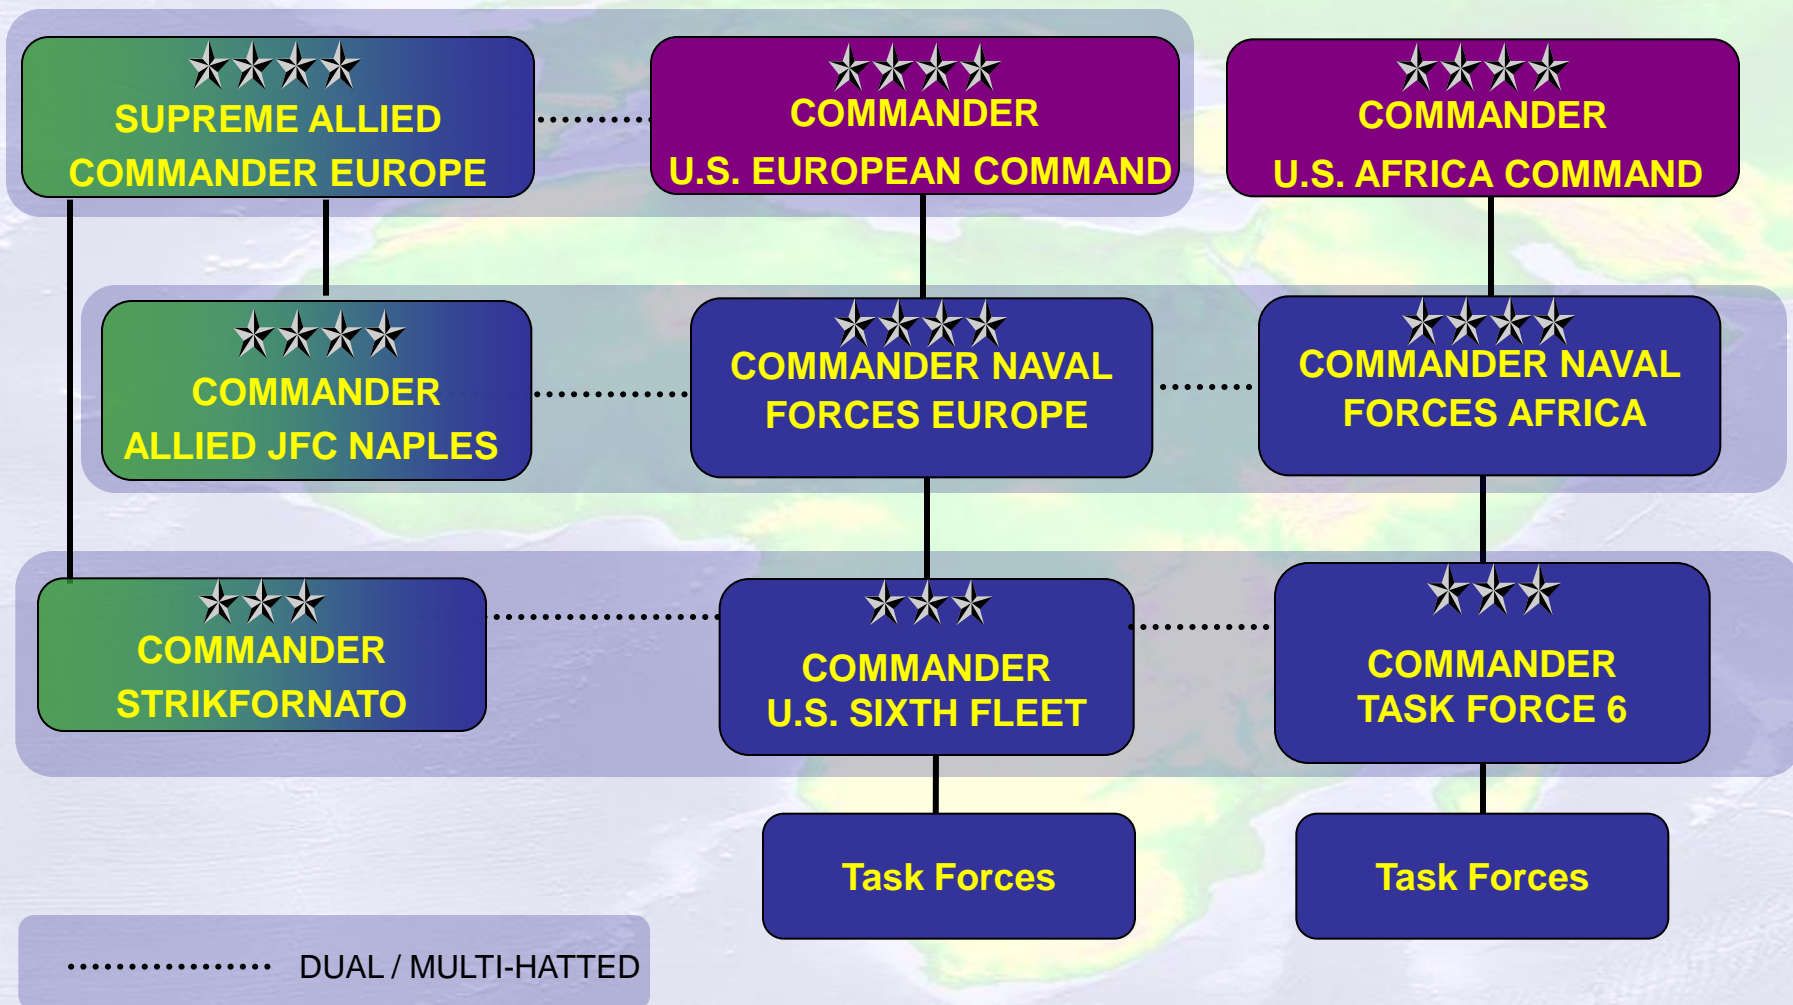 SUPREME ALLIED
COMMANDER EUROPE
COMMANDER
U.S. EUROPEAN COMMAND
COMMANDER
U.S. AFRICA COMMAND
COMMANDER
ALLIED JFC NAPLES
COMMANDER NAVAL
FORCES EUROPE
COMMANDER NAVAL
FORCES AFRICA
COMMANDER
STRIKFORNATO
COMMANDER
U.S. SIXTH FLEET
COMMANDER
TASK FORCE 6
Task Forces
Task Forces
DUAL / MULTI-HATTED